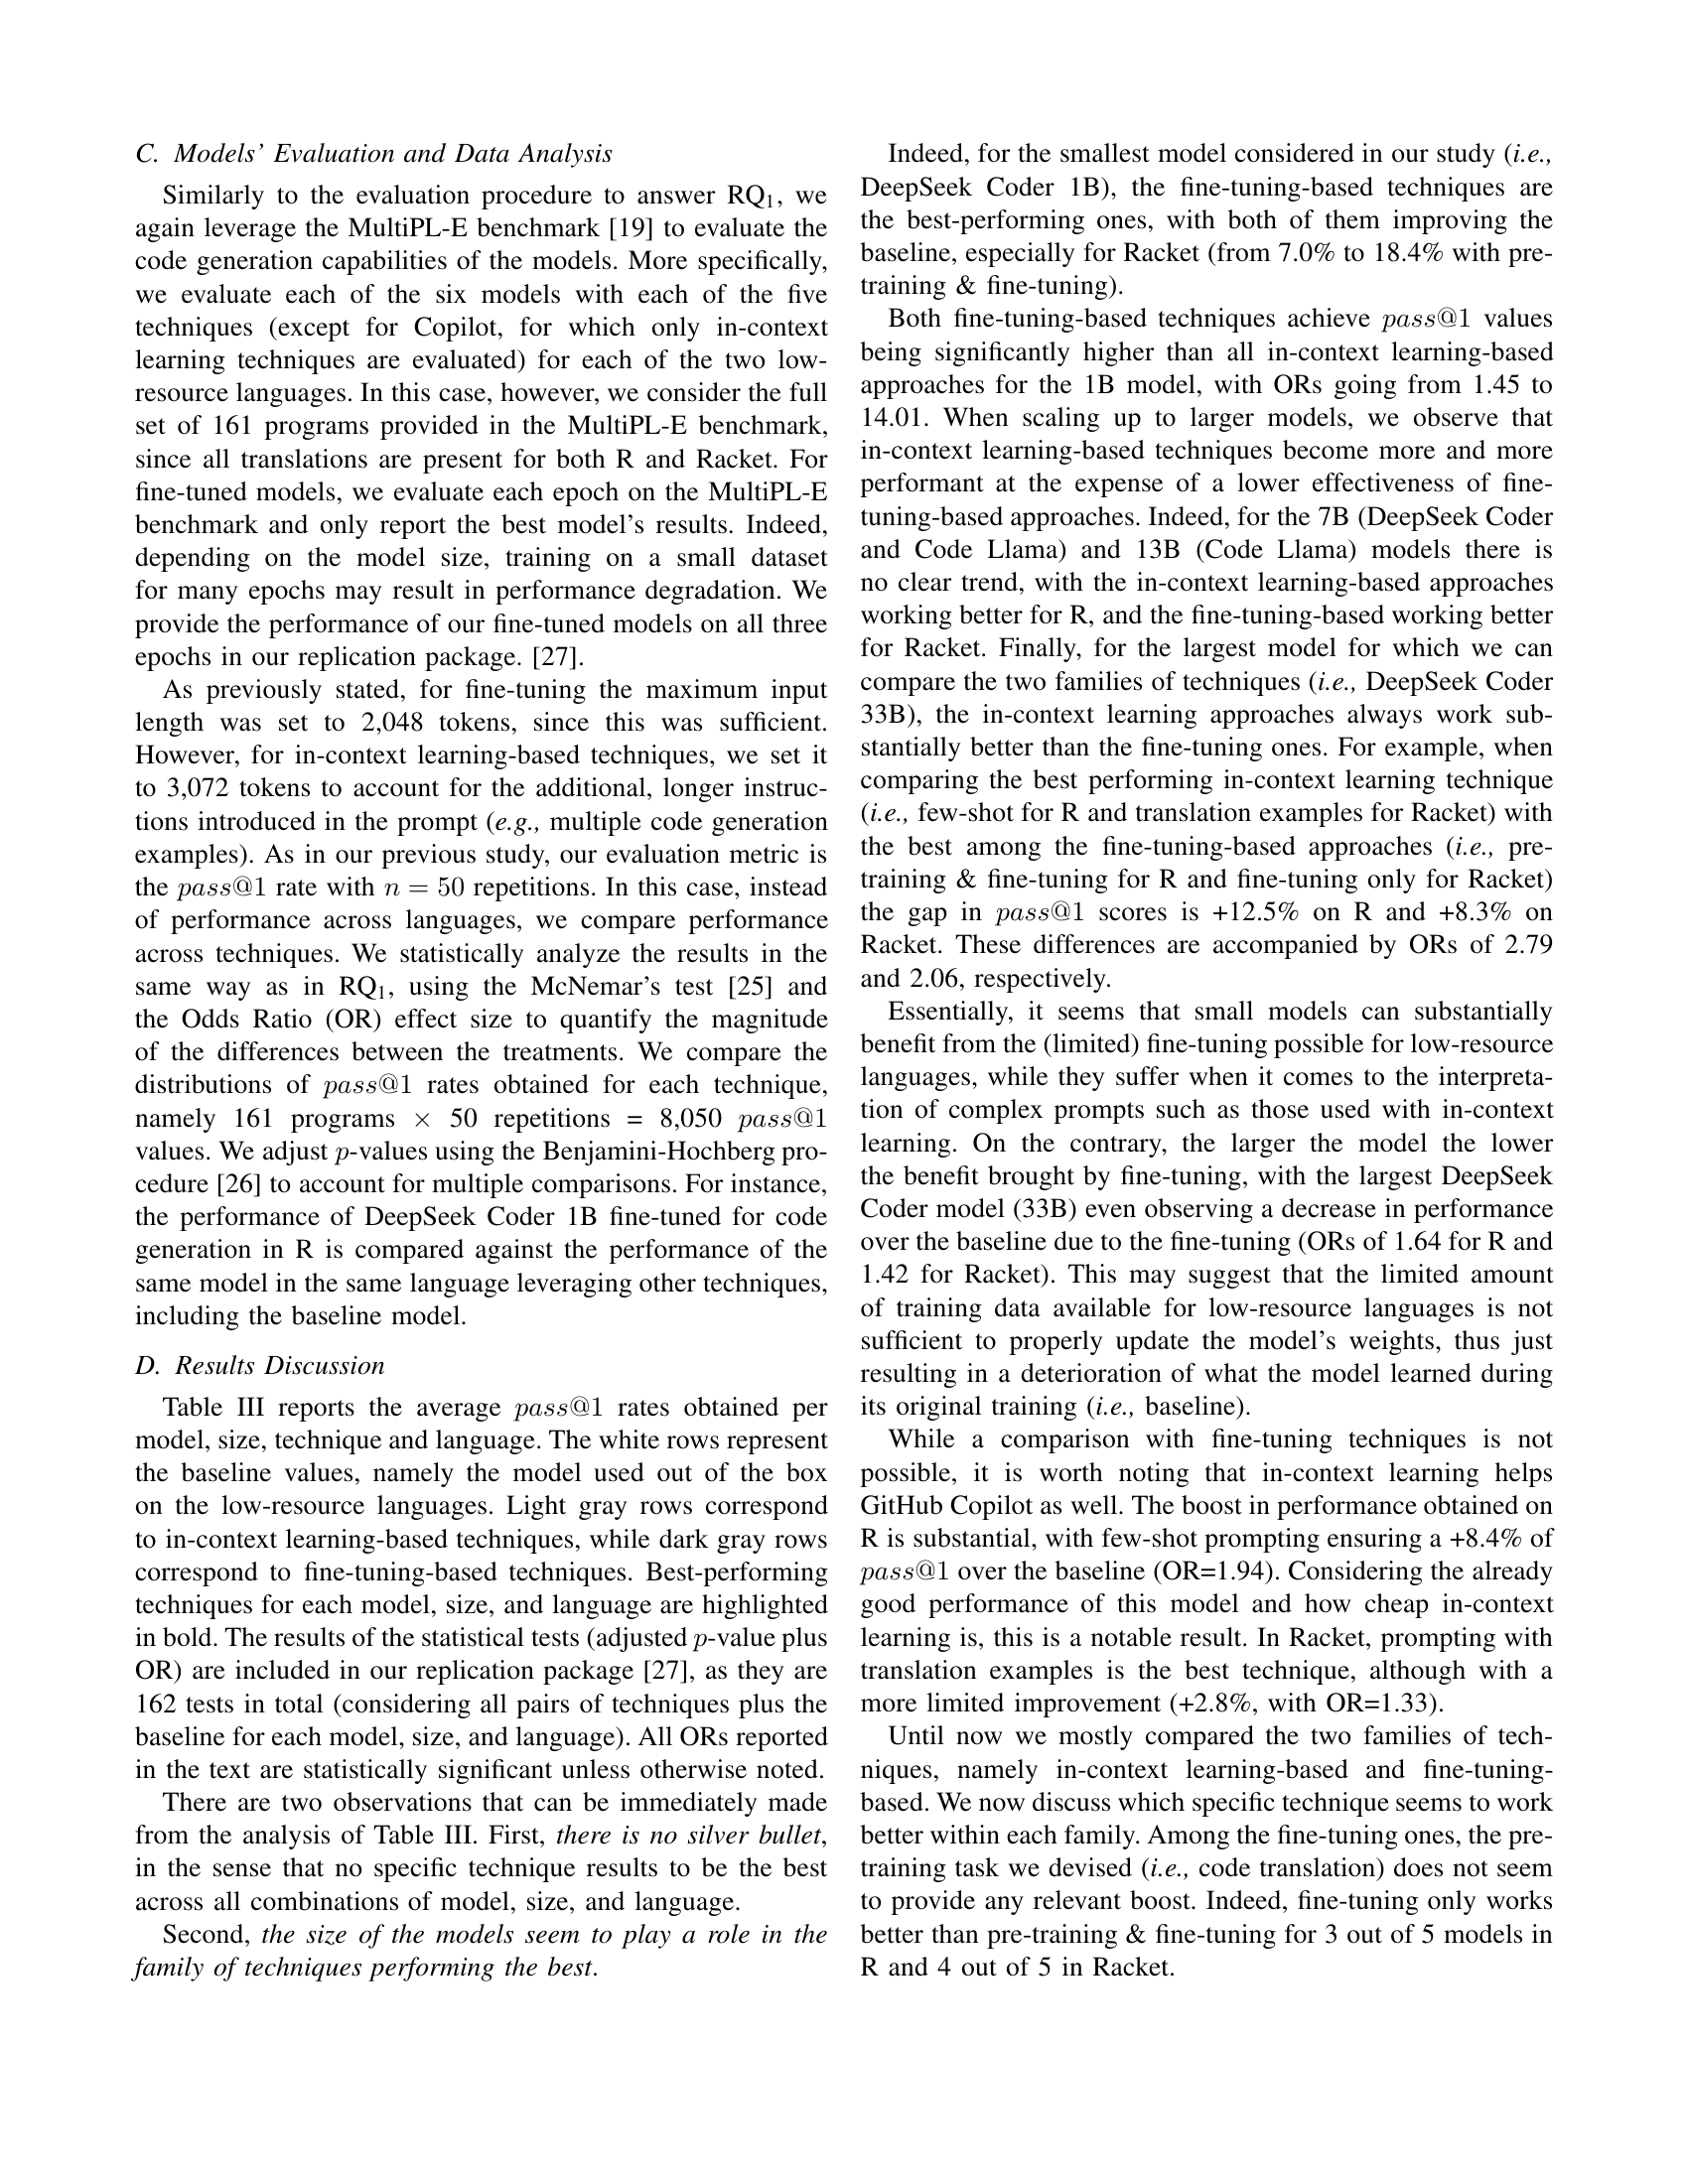 C. Models' Evaluation and Data Analysis
Similarly to the evaluation procedure to answer RQ1, we
again leverage the MultiPL-E benchmark [19] to evaluate the
code generation capabilities of the models. More specifically,
we evaluate each of the six models with each of the five
techniques (except for Copilot, for which only in-context
learning techniques are evaluated) for each of the two low-
resource languages. In this case, however, we consider the full
set of 161 programs provided in the MultiPL-E benchmark,
since all translations are present for both R and Racket. For
fine-tuned models, we evaluate each epoch on the MultiPL-E
benchmark and only report the best model's results. Indeed,
depending on the model size, training on a small dataset
for many epochs may result in performance degradation. We
provide the performance of our fine-tuned models on all three
epochs in our replication package. [27].
As previously stated, for fine-tuning the maximum input
length was set to 2,048 tokens, since this was sufficient.
However, for in-context learning-based techniques, we set it
to 3,072 tokens to account for the additional, longer instruc-
tions introduced in the prompt (e.g., multiple code generation
examples). As in our previous study, our evaluation metric is
the pass@1 rate with n = 50 repetitions. In this case, instead
of performance across languages, we compare performance
across techniques. We statistically analyze the results in the
same way as in RQ1, using the McNemar's test [25] and
the Odds Ratio (OR) effect size to quantify the magnitude
of the differences between the treatments. We compare the
distributions of pass@1 rates obtained for each technique,
namely 161 programs × 50 repetitions = 8,050 pass@1
values. We adjust p-values using the Benjamini-Hochberg pro-
cedure [26] to account for multiple comparisons. For instance,
the performance of DeepSeek Coder 1B fine-tuned for code
generation in R is compared against the performance of the
same model in the same language leveraging other techniques,
including the baseline model.
D. Results Discussion
Table III reports the average pass@1 rates obtained per
model, size, technique and language. The white rows represent
the baseline values, namely the model used out of the box
on the low-resource languages. Light gray rows correspond
to in-context learning-based techniques, while dark gray rows
correspond to fine-tuning-based techniques. Best-performing
techniques for each model, size, and language are highlighted
in bold. The results of the statistical tests (adjusted p-value plus
OR) are included in our replication package [27], as they are
162 tests in total (considering all pairs of techniques plus the
baseline for each model, size, and language). All ORs reported
in the text are statistically significant unless otherwise noted.
There are two observations that can be immediately made
from the analysis of Table III. First, there is no silver bullet,
in the sense that no specific technique results to be the best
across all combinations of model, size, and language.
Second, the size of the models seem to play a role in the
family of techniques performing the best.
Indeed, for the smallest model considered in our study (i.e.,
DeepSeek Coder 1B), the fine-tuning-based techniques are
the best-performing ones, with both of them improving the
baseline, especially for Racket (from 7.0% to 18.4% with pre-
training & fine-tuning).
Both fine-tuning-based techniques achieve pass@1 values
being significantly higher than all in-context learning-based
approaches for the 1B model, with ORs going from 1.45 to
14.01. When scaling up to larger models, we observe that
in-context learning-based techniques become more and more
performant at the expense of a lower effectiveness of fine-
tuning-based approaches. Indeed, for the 7B (DeepSeek Coder
and Code Llama) and 13B (Code Llama) models there is
no clear trend, with the in-context learning-based approaches
working better for R, and the fine-tuning-based working better
for Racket. Finally, for the largest model for which we can
compare the two families of techniques (i.e., DeepSeek Coder
33B), the in-context learning approaches always work sub-
stantially better than the fine-tuning ones. For example, when
comparing the best performing in-context learning technique
(i.e., few-shot for R and translation examples for Racket) with
the best among the fine-tuning-based approaches (i.e., pre-
training & fine-tuning for R and fine-tuning only for Racket)
the gap in pass@1 scores is +12.5% on R and +8.3% on
Racket. These differences are accompanied by ORs of 2.79
and 2.06, respectively.
Essentially, it seems that small models can substantially
benefit from the (limited) fine-tuning possible for low-resource
languages, while they suffer when it comes to the interpreta-
tion of complex prompts such as those used with in-context
learning. On the contrary, the larger the model the lower
the benefit brought by fine-tuning, with the largest DeepSeek
Coder model (33B) even observing a decrease in performance
over the baseline due to the fine-tuning (ORs of 1.64 for R and
1.42 for Racket). This may suggest that the limited amount
of training data available for low-resource languages is not
sufficient to properly update the model's weights, thus just
resulting in a deterioration of what the model learned during
its original training (i.e., baseline).
While a comparison with fine-tuning techniques is not
possible, it is worth noting that in-context learning helps
GitHub Copilot as well. The boost in performance obtained on
R is substantial, with few-shot prompting ensuring a +8.4% of
pass@1 over the baseline (OR=1.94). Considering the already
good performance of this model and how cheap in-context
learning is, this is a notable result. In Racket, prompting with
translation examples is the best technique, although with a
more limited improvement (+2.8%, with OR=1.33).
Until now we mostly compared the two families of tech-
niques, namely in-context learning-based and fine-tuning-
based. We now discuss which specific technique seems to work
better within each family. Among the fine-tuning ones, the pre-
training task we devised (i.e., code translation) does not seem
to provide any relevant boost. Indeed, fine-tuning only works
better than pre-training & fine-tuning for 3 out of 5 models in
R and 4 out of 5 in Racket.